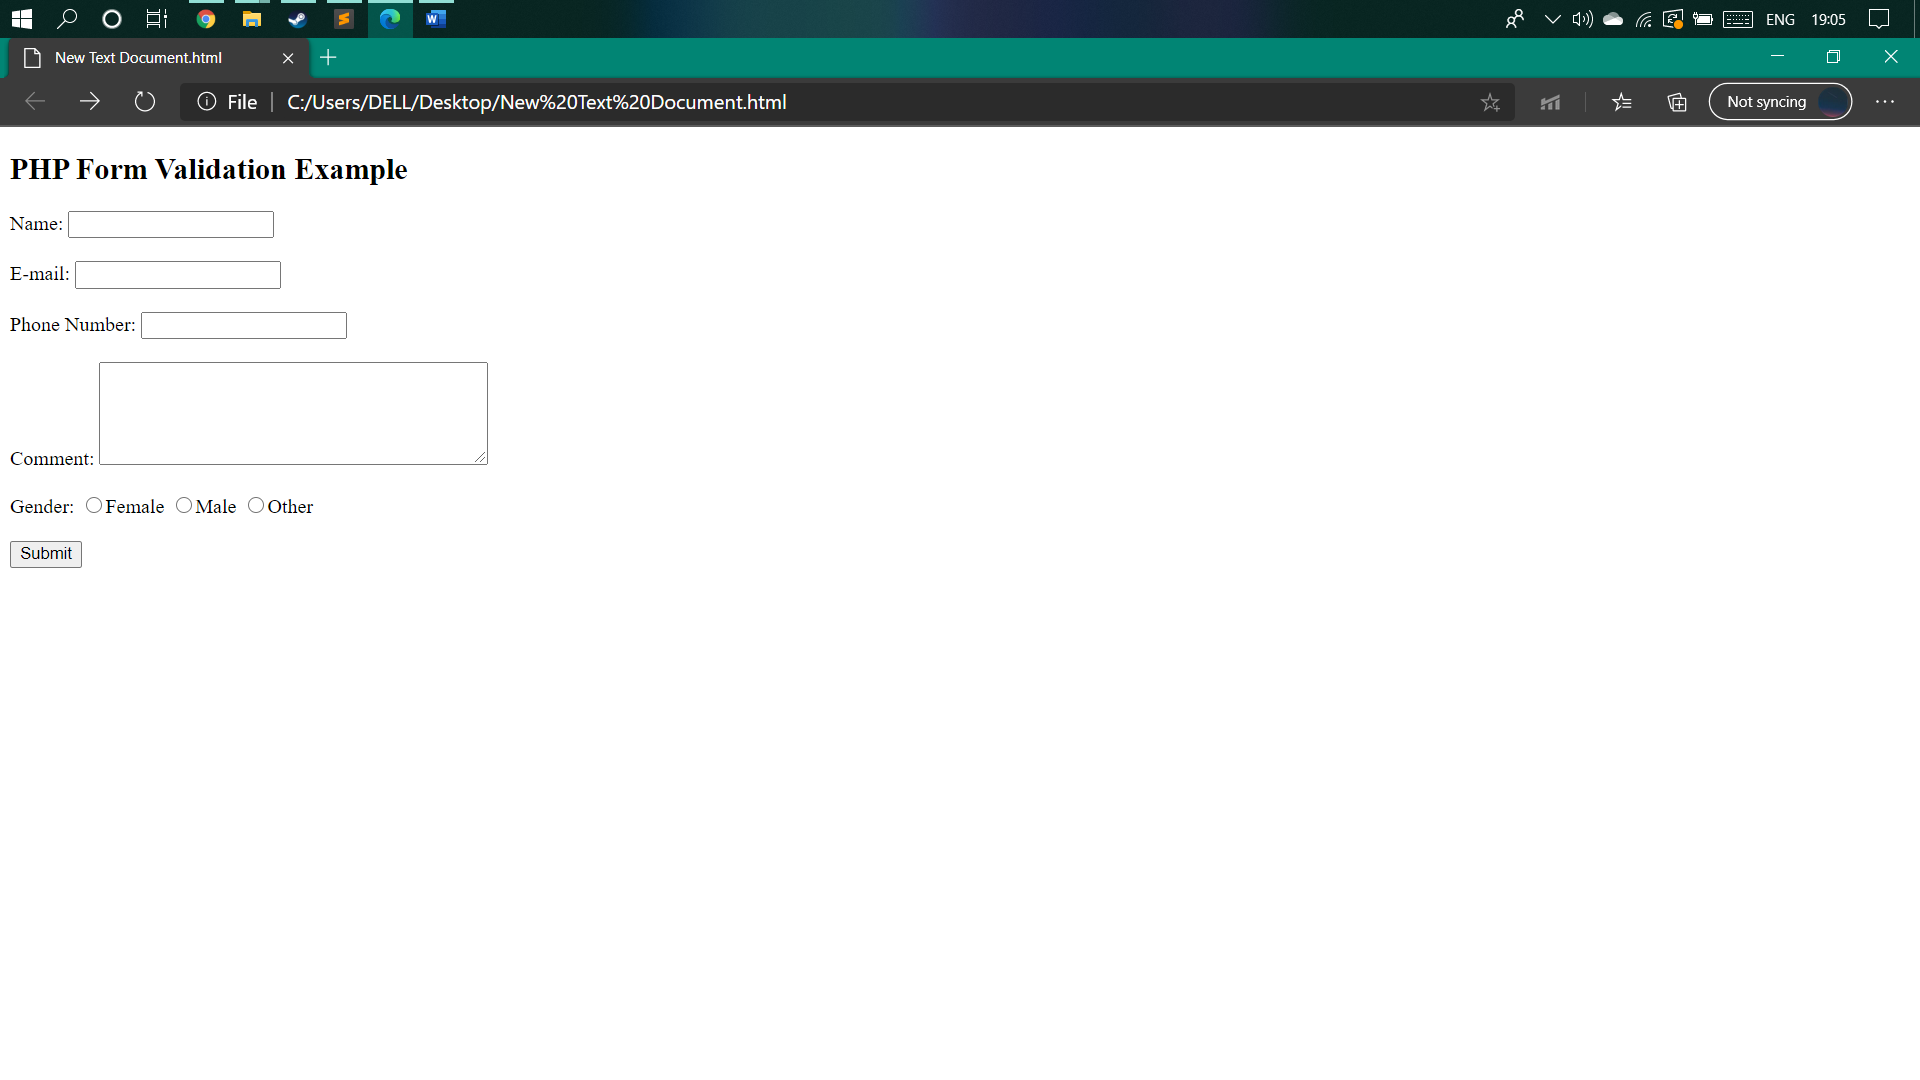 ENG 19:05
New Text Document.html
File C:/Users/DELL/Desktop/New%20Text%20Document.html Not syncing
PHP Form Validation Example
Name:
E-mail:
Phone Number:
Comment:
Gender: Female Male Other
Submit